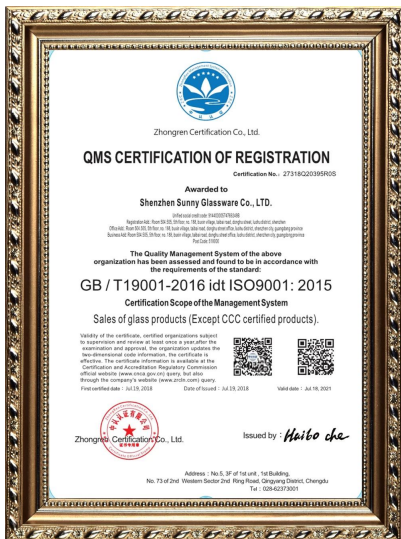 Zhongren Certification Co., Ltd.
QMS CERTIFICATION OF REGISTRATION
Certification No.: 27318Q20395R0S
Awarded to
Shenzhen Sunny Glassware Co., LTD.
The Quality Management System of the above
organization has been assessed and found to be in accordance with
the requirements of the standard:
GB / T19001-2016 idt ISO9001: 2015
Certification Scope of the Management System
Sales of glass products (Except CCC certified products).
Validity of the certificate, certified organizations subject
to supervision and review at least once a year,after the
examination and approval, the organization updates the
two-dimensional code information, the certificate is
effective. The certificate information is available at the
Certification and Accreditation Regulatory Commission
official website (www.cnca.gov.cn) query, but also
through the company's website (www.zrclrn.com) query.
First certified date : Jul.19, 2018 Date of Issued : Jul.19, 2018 Valid date : Jul.18, 2021
Zhongren Certification Co., Ltd.
Issued by : Haibo che
Address : No.5, 3F of 1st unit , 1st Building,
No. 73 of 2nd Western Sector 2nd Ring Road, Qingyang District, Chengdu
Tel : 028-62373001